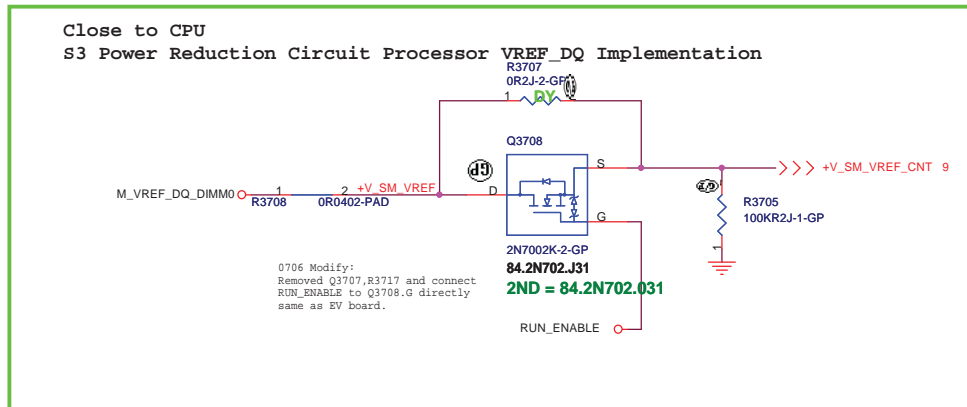 Close to CPU
S3 Power Reduction Circuit Processor VREF_DQ Implementation
R3707
0R2J-2-GP
1
DY
Q3708
GP
S
D
G
M_VREF_DQ_DIMM0
1
2
+V_SM_VREF
R3708
0R0402-PAD
+V_SM_VREF_CNT 9
R3705
100KR2J-1-GP
1
2N7002K-2-GP
84.2N702.J31
2ND = 84.2N702.031
0706 Modify:
Removed Q3707,R3717 and connect
RUN_ENABLE to Q3708.G directly
same as EV board.
RUN_ENABLE